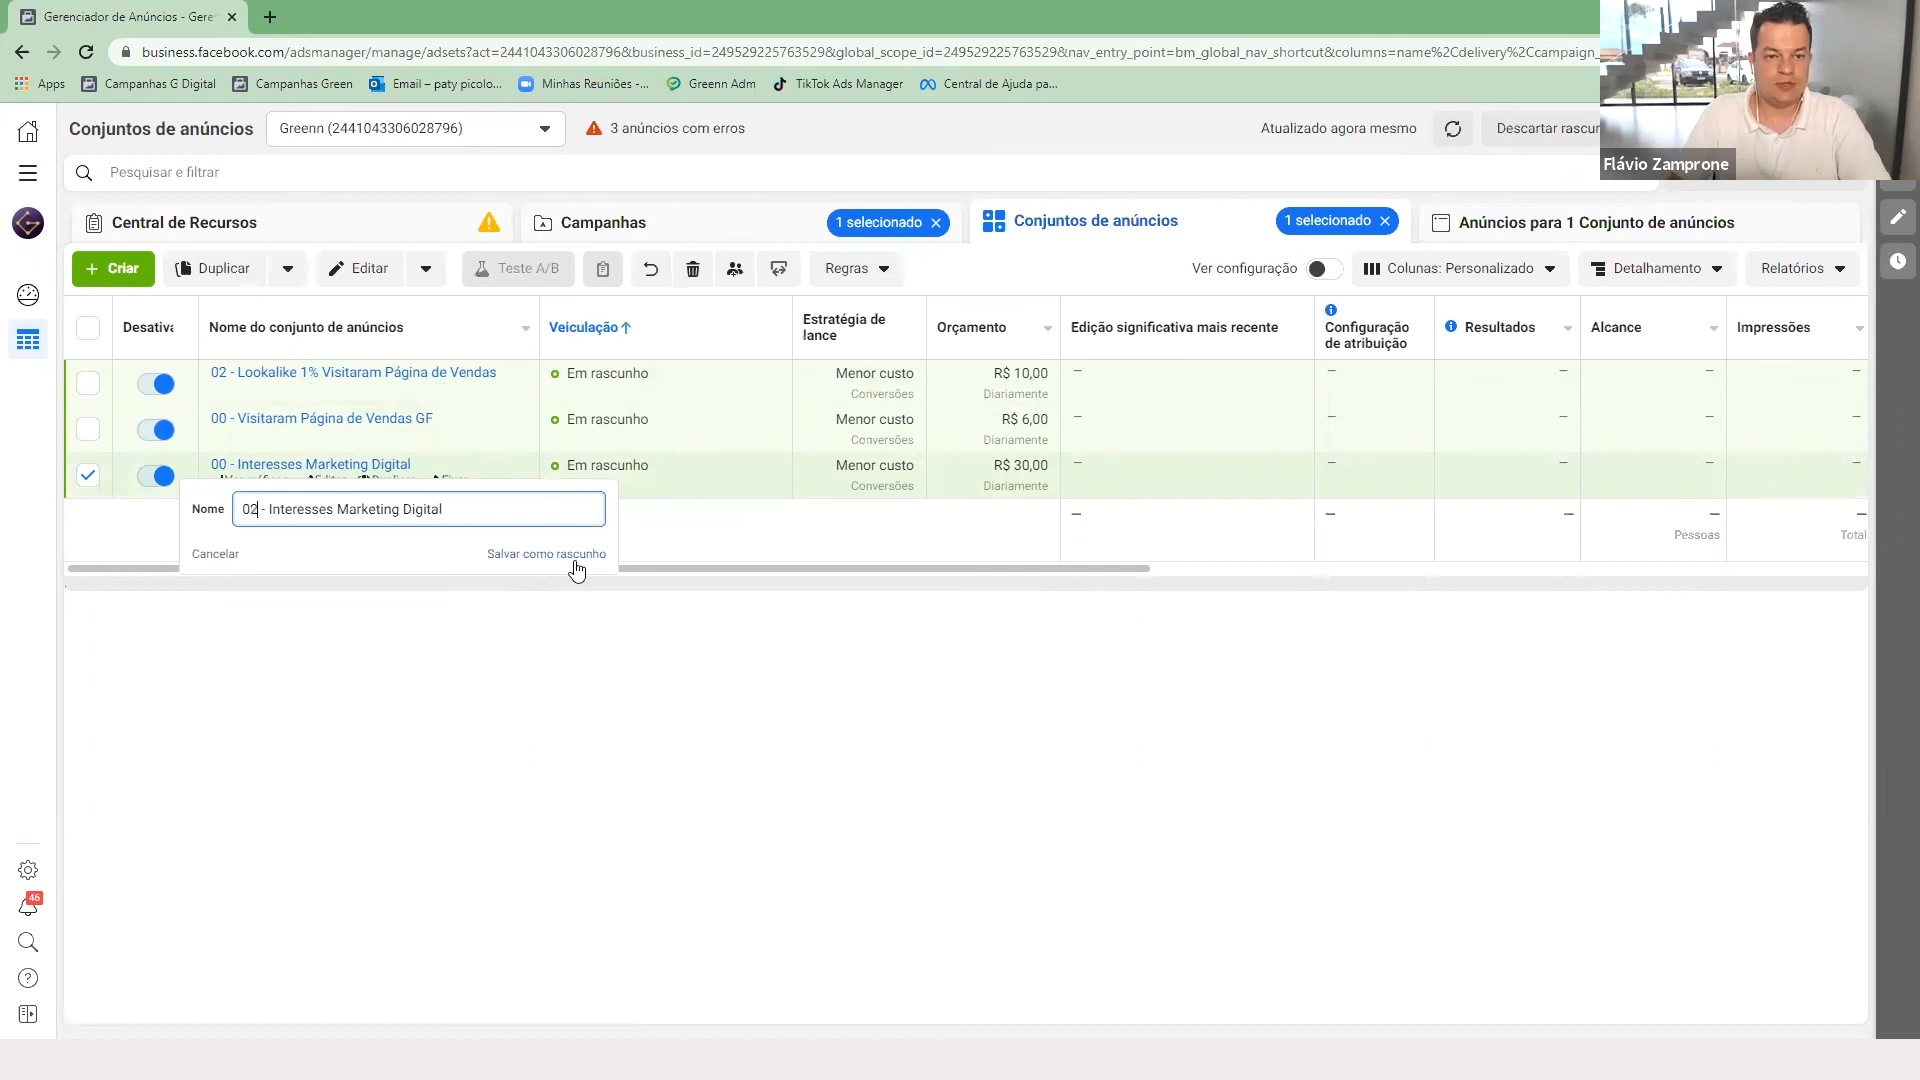 Gerenciador de Anúncios - Gere
business.facebook.com/adsmanager/manage/adsets?act=2441043306028796&business_id=249529225763529&global_scope_id=249529225763529&nav_entry_point=bm_global_nav_shortcut&columns=name%2Cdelivery%2Ccampaign_
Apps
Campanhas G Digital
Campanhas Green
Email – paty picolo...
Minhas Reuniões -...
Greenn Adm
TikTok Ads Manager
Central de Ajuda pa...
Flávio Zamprone
Conjuntos de anúncios
Greenn (2441043306028796)
3 anúncios com erros
Atualizado agora mesmo
Descartar rascur
Pesquisar e filtrar
Central de Recursos
Campanhas
1 selecionado
Conjuntos de anúncios
1 selecionado
Anúncios para 1 Conjunto de anúncios
+ Criar
Duplicar
Editar
Teste A/B
Regras
Ver configuração
Colunas: Personalizado
Detalhamento
Relatórios
Desativa
Nome do conjunto de anúncios
Veiculação↑
Estratégia de lance
Orçamento
Edição significativa mais recente
Configuração de atribuição
Resultados
Alcance
Impressões
02 - Lookalike 1% Visitaram Página de Vendas
Em rascunho
Menor custo
Conversões
R$ 10,00
Diariamente
— — — — —
00 - Visitaram Página de Vendas GF
Em rascunho
Menor custo
Conversões
R$ 6,00
Diariamente
— — — — —
00 - Interesses Marketing Digital
Em rascunho
Menor custo
Conversões
R$ 30,00
Diariamente
— — — — —
Nome
02 - Interesses Marketing Digital
Cancelar
Salvar como rascunho
— — — — —
Pessoas
Total
46